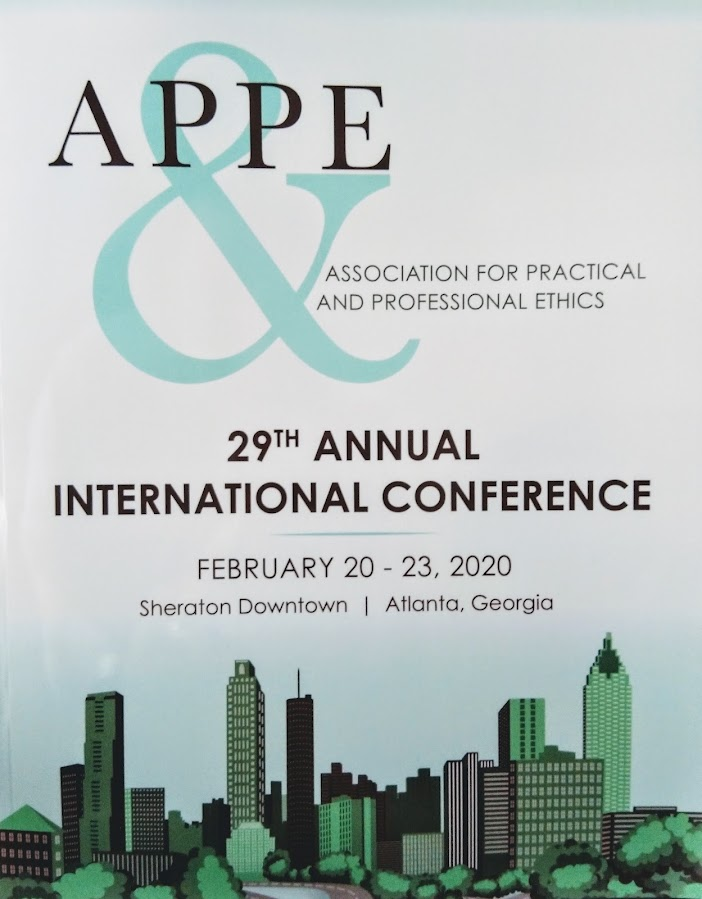 APPE
&
ASSOCIATION FOR PRACTICAL
AND PROFESSIONAL ETHICS
29TH ANNUAL
INTERNATIONAL CONFERENCE
FEBRUARY 20 - 23, 2020
Sheraton Downtown | Atlanta, Georgia